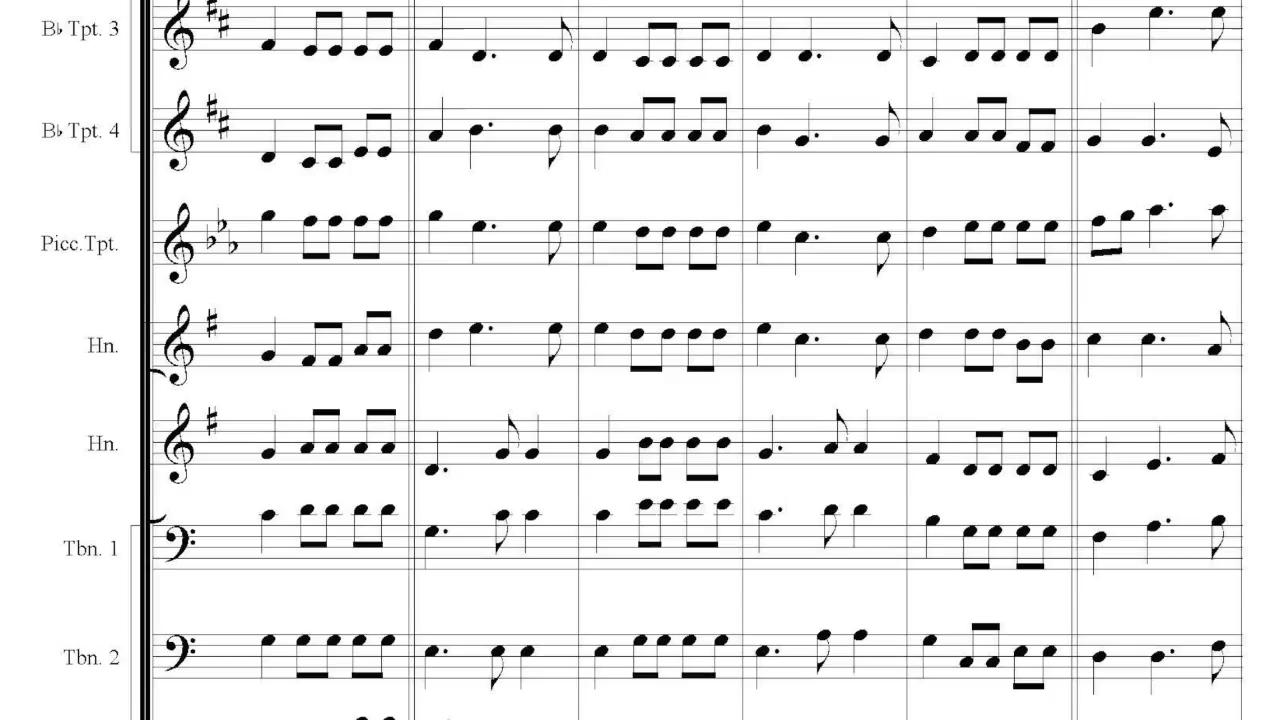 B♭ Tpt. 3
B♭ Tpt. 4
Picc.Tpt.
Hn.
Hn.
Tbn. 1
Tbn. 2